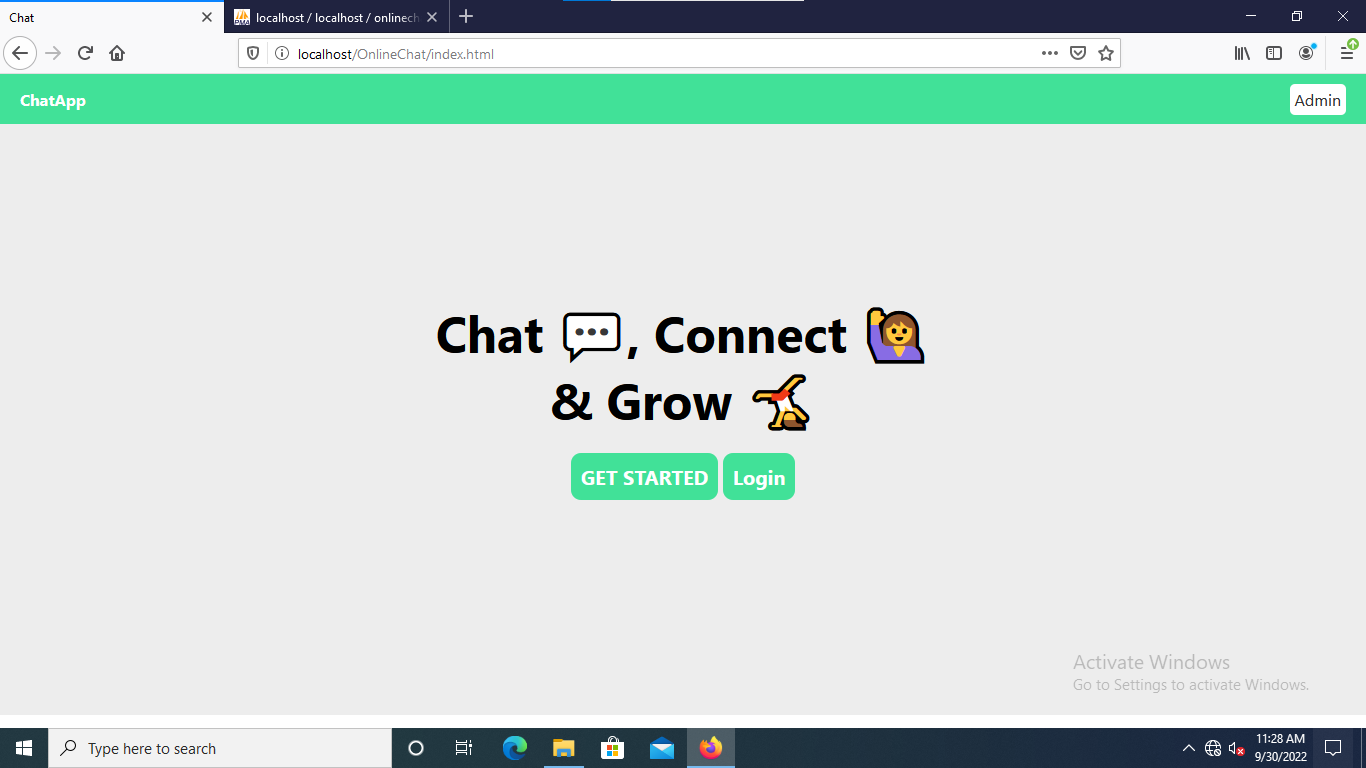 Chat
localhost / localhost / onlinech
localhost/OnlineChat/index.html
ChatApp
Admin
Chat 💬, Connect 🙋‍♀️
& Grow 🤸
GET STARTED Login
Activate Windows
Go to Settings to activate Windows.
Type here to search
11:28 AM
9/30/2022